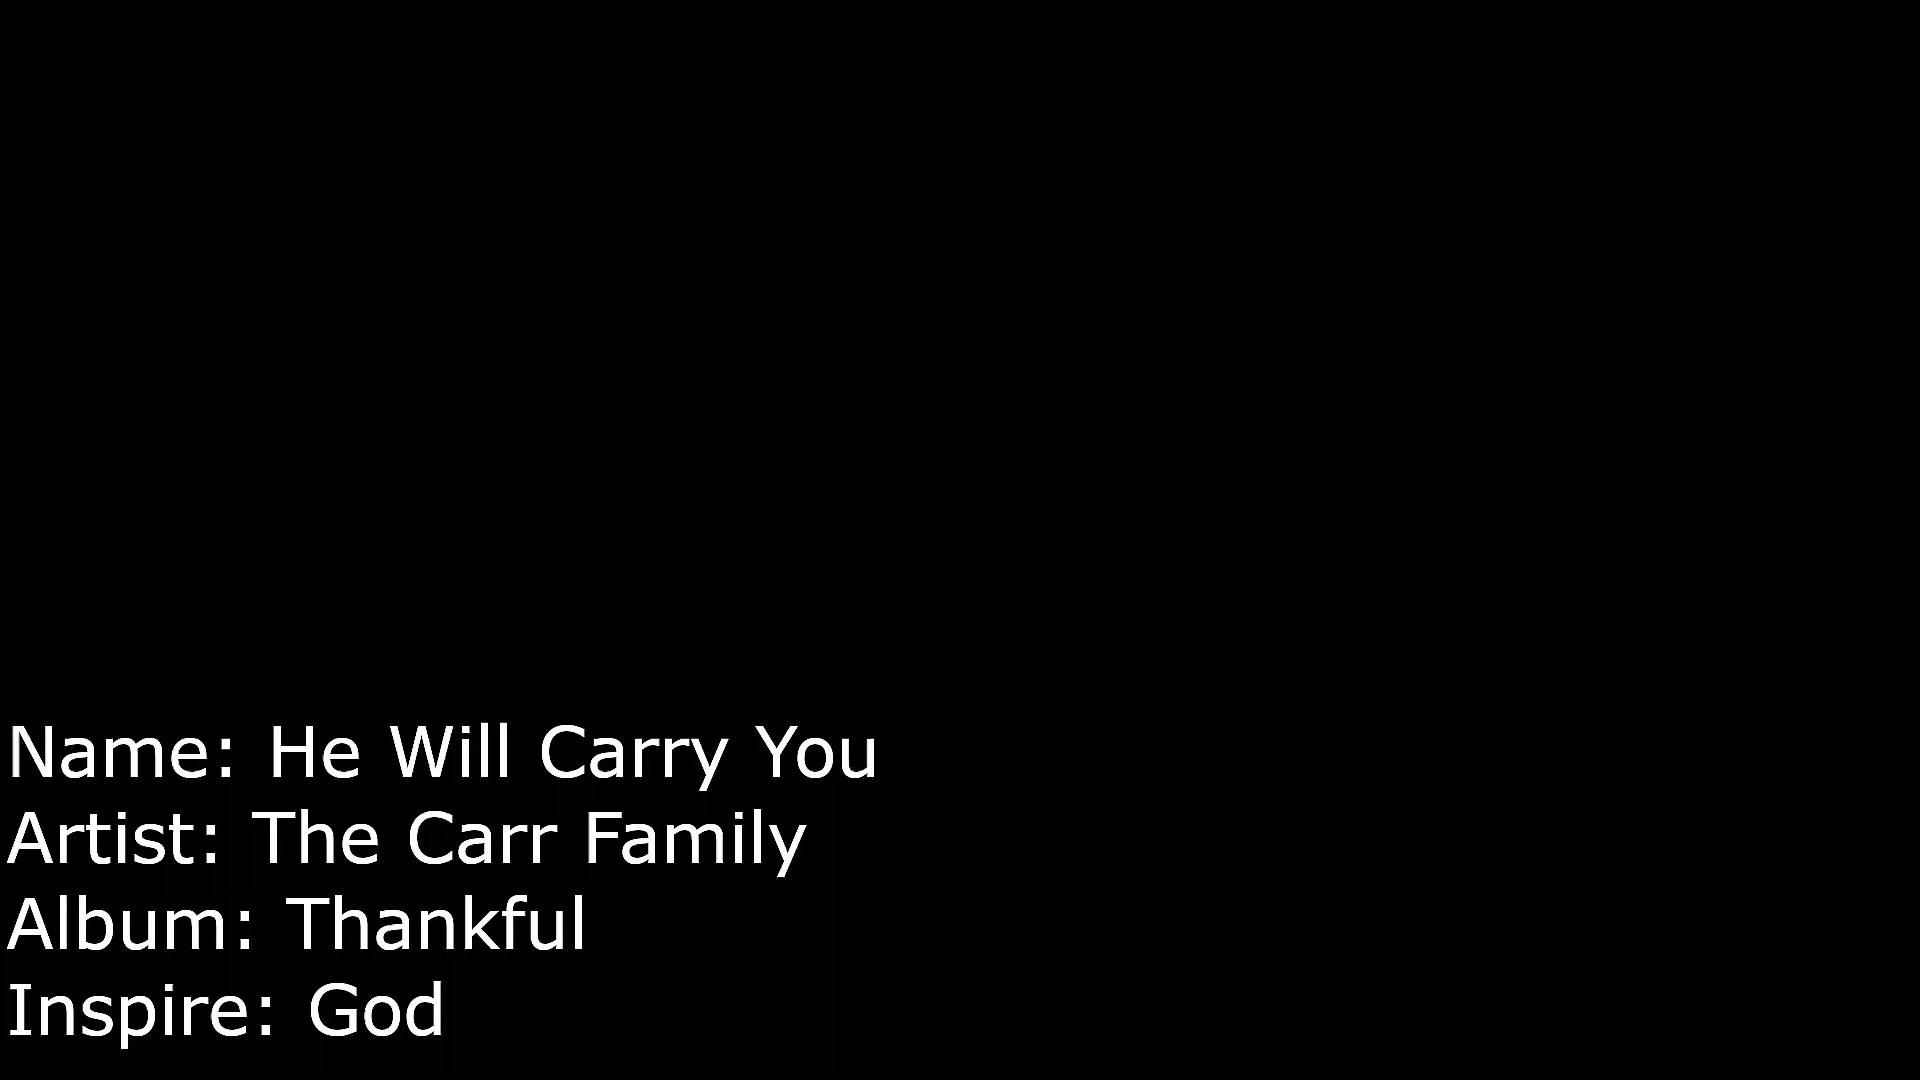 Name: He Will Carry You
Artist: The Carr Family
Album: Thankful
Inspire: God